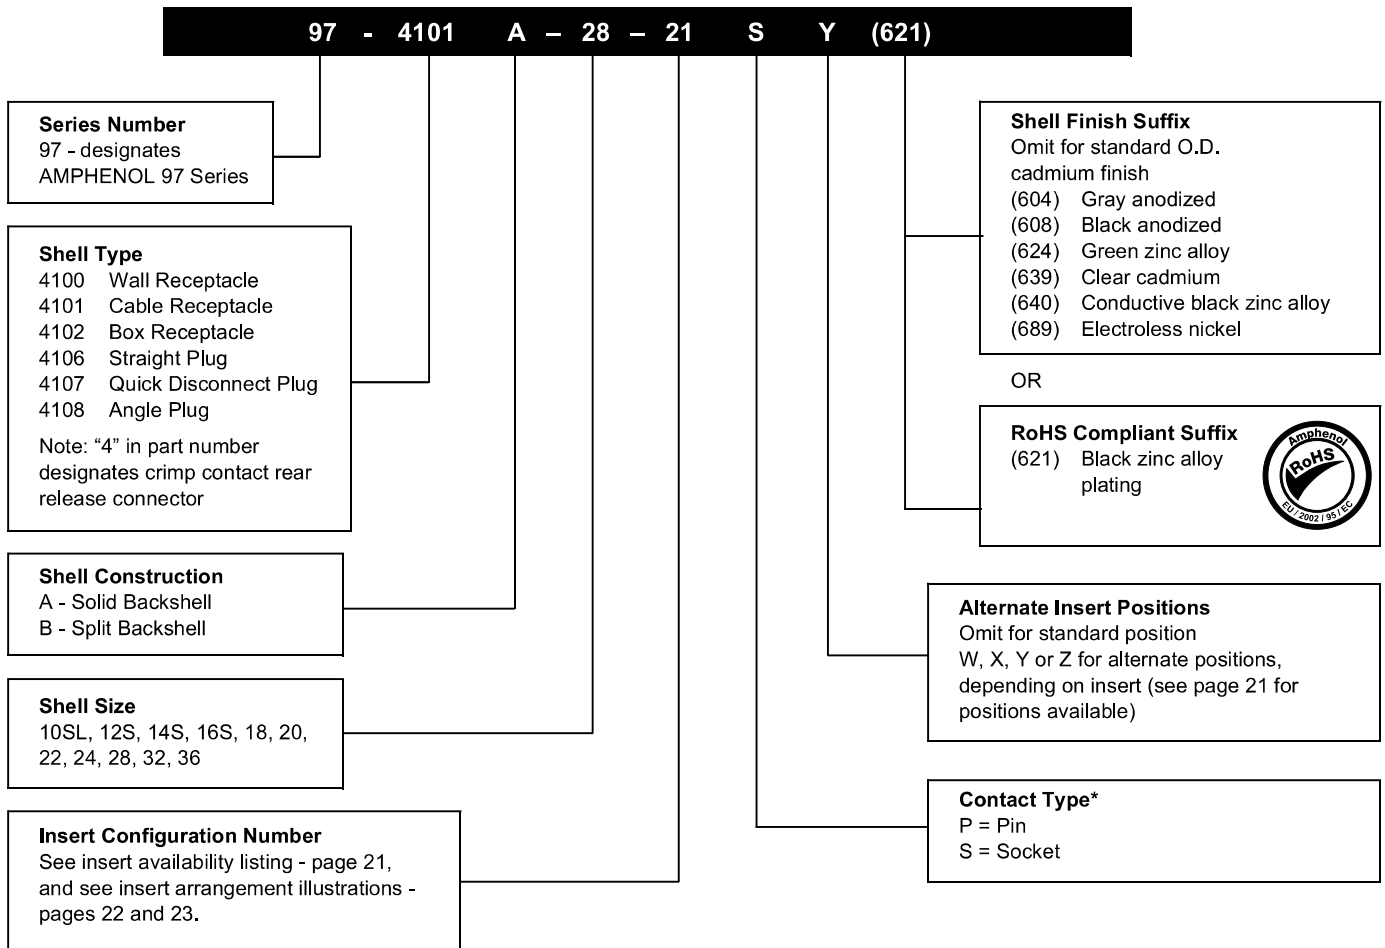 97 - 4101 A – 28 – 21 S Y (621)
Series Number
97 - designates
AMPHENOL 97 Series
Shell Type
4100 Wall Receptacle
4101 Cable Receptacle
4102 Box Receptacle
4106 Straight Plug
4107 Quick Disconnect Plug
4108 Angle Plug
Note: “4” in part number
designates crimp contact rear
release connector
Shell Construction
A - Solid Backshell
B - Split Backshell
Shell Size
10SL, 12S, 14S, 16S, 18, 20,
22, 24, 28, 32, 36
Insert Configuration Number
See insert availability listing - page 21,
and see insert arrangement illustrations -
pages 22 and 23.
Shell Finish Suffix
Omit for standard O.D.
cadmium finish
(604) Gray anodized
(608) Black anodized
(624) Green zinc alloy
(639) Clear cadmium
(640) Conductive black zinc alloy
(689) Electroless nickel
OR
RoHS Compliant Suffix
(621) Black zinc alloy
plating
Amphenol
RoHS
EU / 2002 / 95 / EC
Alternate Insert Positions
Omit for standard position
W, X, Y or Z for alternate positions,
depending on insert (see page 21 for
positions available)
Contact Type*
P = Pin
S = Socket